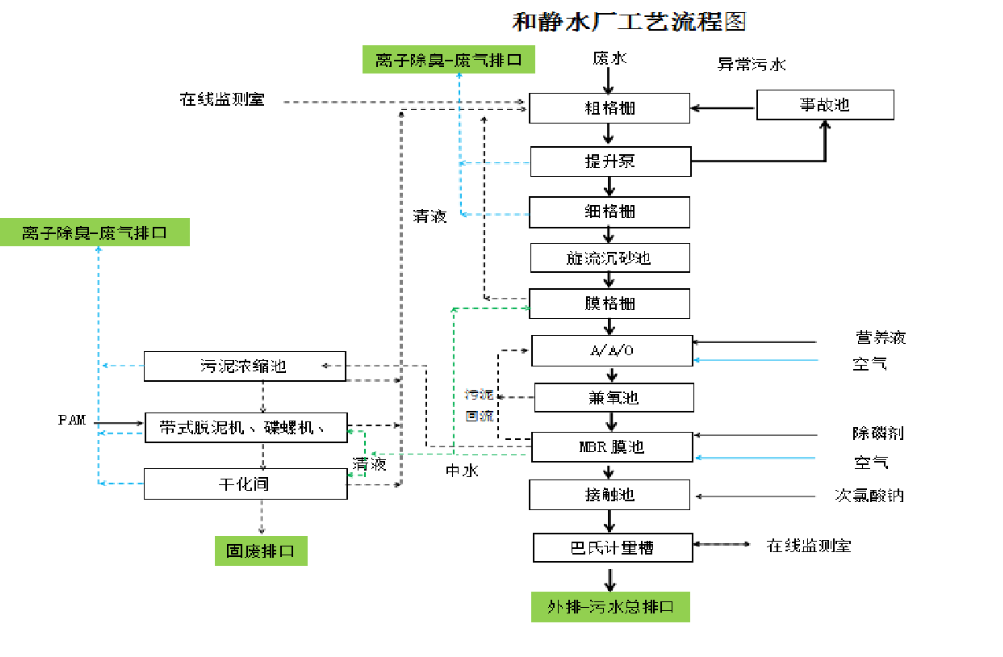 和静水厂工艺流程图
离子除臭-废气排口
废水
异常污水
在线监测室
粗格栅
事故池
提升泵
清液
细格栅
离子除臭-废气排口
旋流沉砂池
膜格栅
营养液
A/A/O
空气
污泥浓缩池
污泥
回流
兼氧池
PAM
带式脱泥机、碟螺机、
除磷剂
MBR膜池
清液
中水
空气
干化间
接触池
次氯酸钠
固废排口
巴氏计量槽
在线监测室
外排-污水总排口